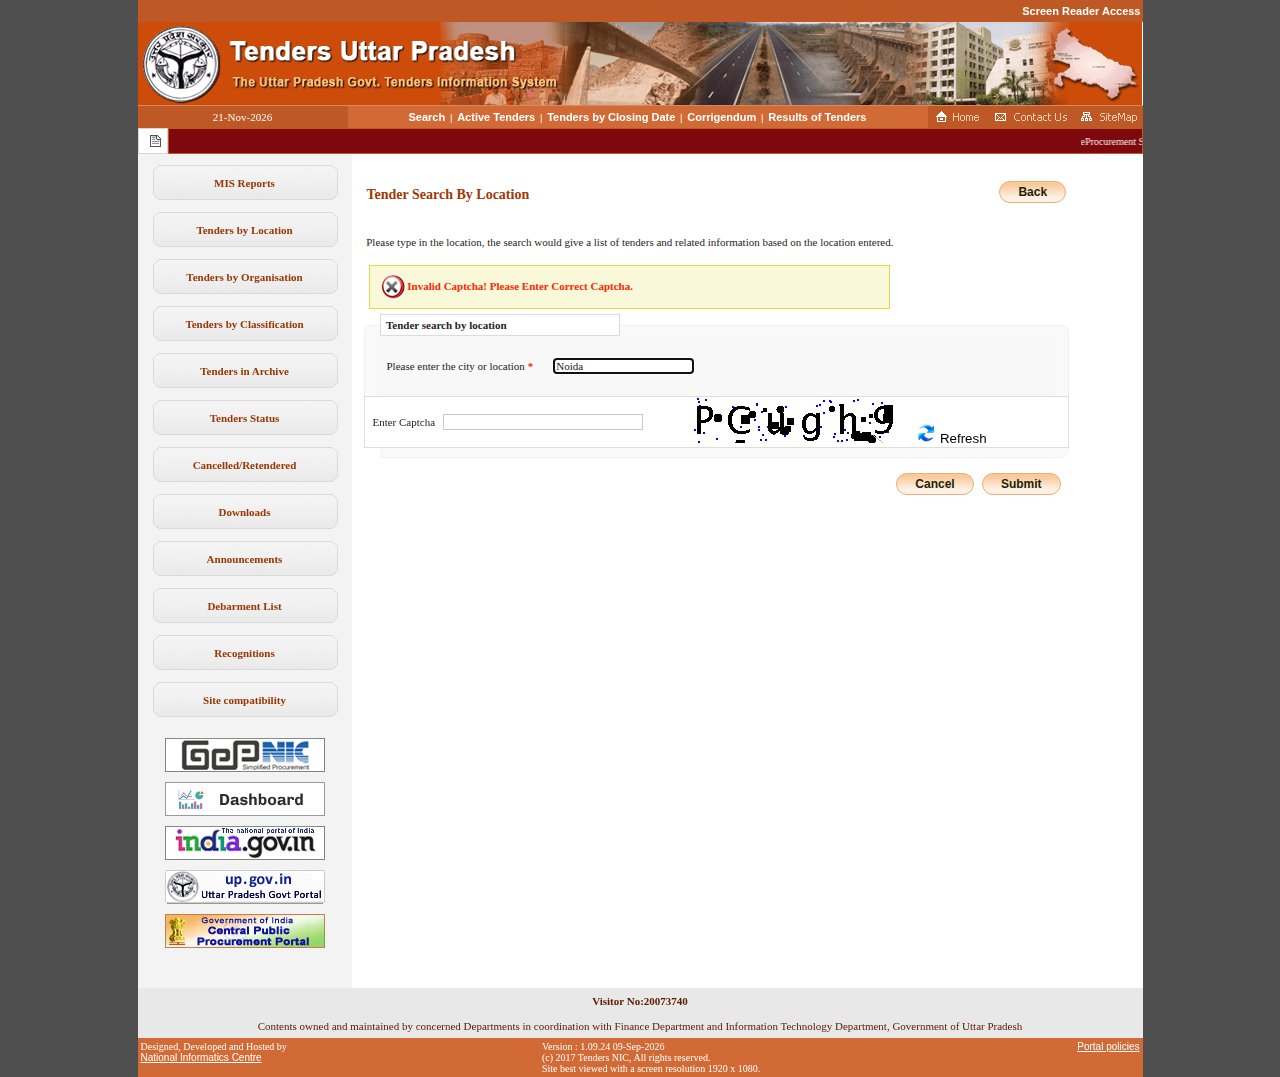 Screen Reader Access
Tenders Uttar Pradesh
The Uttar Pradesh Govt. Tenders Information System
21-Nov-2026
Search | Active Tenders | Tenders by Closing Date | Corrigendum | Results of Tenders
Home
Contact Us
SiteMap
eProcurement S
MIS Reports
Tenders by Location
Tenders by Organisation
Tenders by Classification
Tenders in Archive
Tenders Status
Cancelled/Retendered
Downloads
Announcements
Debarment List
Recognitions
Site compatibility
GePNIC
Simplified Procurement
Dashboard
The national portal of India
india.gov.in
up.gov.in
Uttar Pradesh Govt Portal
Government of India
Central Public
Procurement Portal
Tender Search By Location
Back
Please type in the location, the search would give a list of tenders and related information based on the location entered.
Invalid Captcha! Please Enter Correct Captcha.
Tender search by location
Please enter the city or location *
Noida
Enter Captcha
Refresh
Cancel
Submit
Visitor No:20073740
Contents owned and maintained by concerned Departments in coordination with Finance Department and Information Technology Department, Government of Uttar Pradesh
Designed, Developed and Hosted by
National Informatics Centre
Version : 1.09.24 09-Sep-2026
(c) 2017 Tenders NIC, All rights reserved.
Site best viewed with a screen resolution 1920 x 1080.
Portal policies